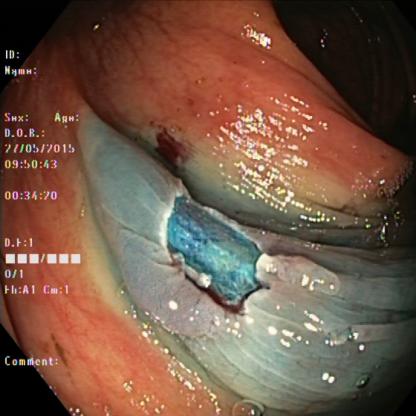 ID:
Name:
Sex: Age:
D.O.B.:
27/05/2015
09:50:43
00:34:20
D.F:1
■■■/■■■
0/1
Eh:A1 Cm:1
Comment: